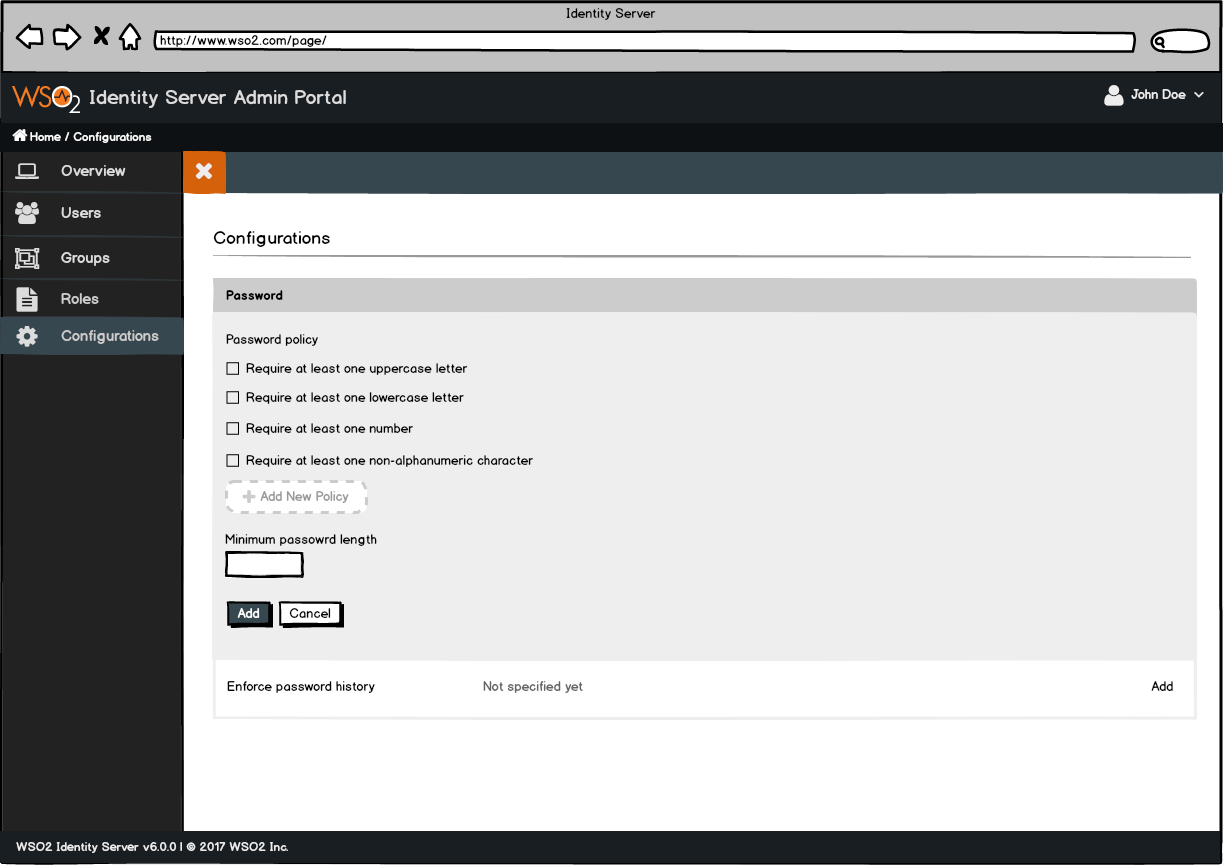 Identity Server
http://www.wso2.com/page/
WSO2 Identity Server Admin Portal
John Doe
Home / Configurations
Overview
Users
Groups
Roles
Configurations
Configurations
Password
Password policy
Require at least one uppercase letter
Require at least one lowercase letter
Require at least one number
Require at least one non-alphanumeric character
Add New Policy
Minimum passowrd length
Add Cancel
Enforce password history Not specified yet Add
WSO2 Identity Server v6.0.0 | © 2017 WSO2 Inc.